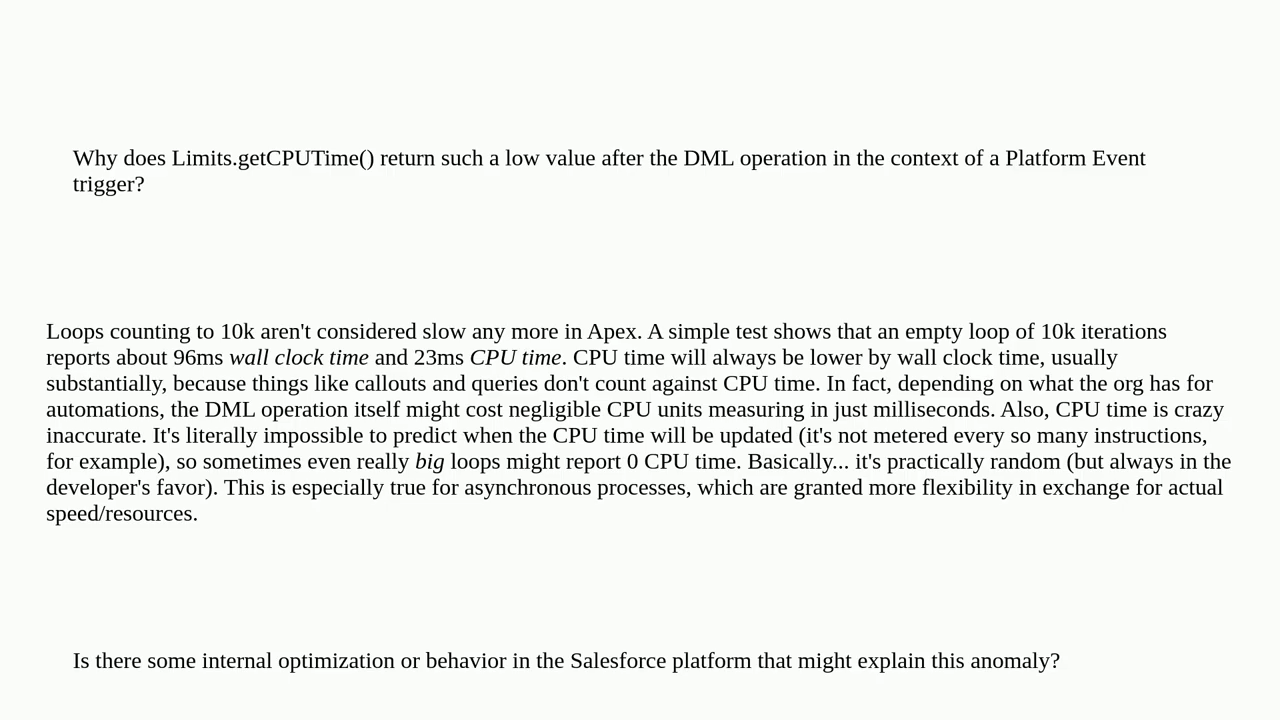 Why does Limits.getCPUTime() return such a low value after the DML operation in the context of a Platform Event
trigger?
Loops counting to 10k aren't considered slow any more in Apex. A simple test shows that an empty loop of 10k iterations
reports about 96ms wall clock time and 23ms CPU time. CPU time will always be lower by wall clock time, usually
substantially, because things like callouts and queries don't count against CPU time. In fact, depending on what the org has for
automations, the DML operation itself might cost negligible CPU units measuring in just milliseconds. Also, CPU time is crazy
inaccurate. It's literally impossible to predict when the CPU time will be updated (it's not metered every so many instructions,
for example), so sometimes even really big loops might report 0 CPU time. Basically... it's practically random (but always in the
developer's favor). This is especially true for asynchronous processes, which are granted more flexibility in exchange for actual
speed/resources.
Is there some internal optimization or behavior in the Salesforce platform that might explain this anomaly?